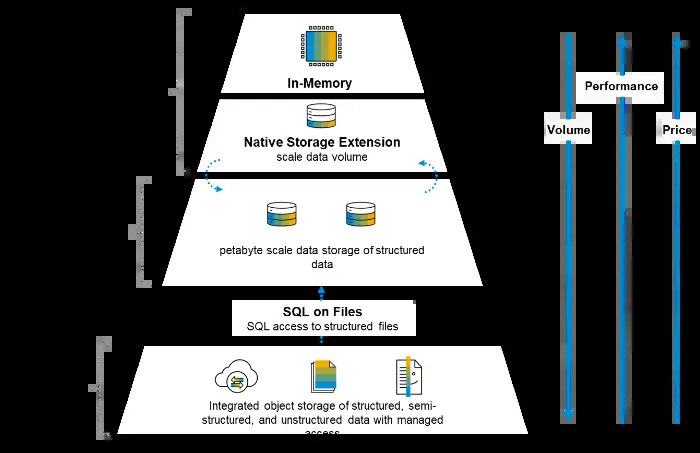 In-Memory
Native Storage Extension
scale data volume
petabyte scale data storage of structured
data
SQL on Files
SQL access to structured files
Integrated object storage of structured, semi-
structured, and unstructured data with managed
access
Performance
Volume
Price